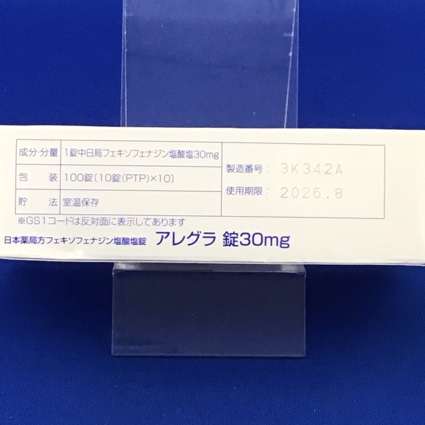 成分·分量 1錠中日局フェキソフェナジン塩酸塩30mg
包装 100錠〔10錠(PTP)×10〕
貯法 室温保存
製造番号: 3K342A
使用期限: 2026.8
※GS1コードは反対面に表示してあります
日本薬局方フェキソフェナジン塩酸塩錠 アレグラ 錠30mg